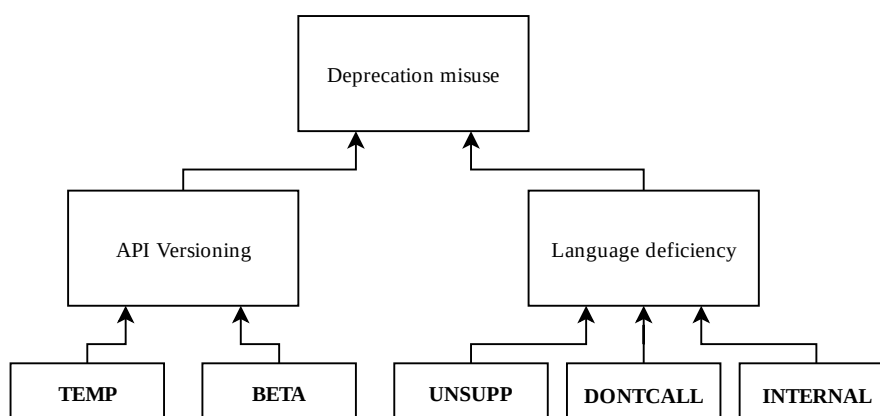 Deprecation misuse
API Versioning
Language deficiency
TEMP
BETA
UNSUPP
DONTCALL
INTERNAL